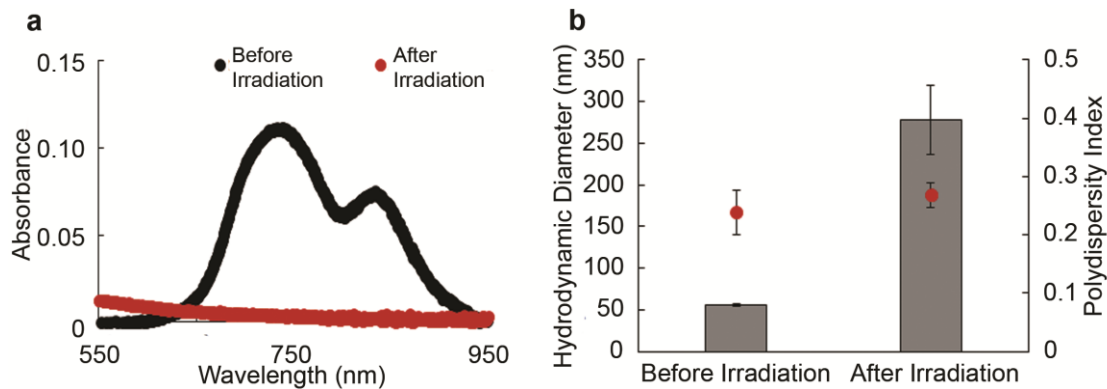 a
Absorbance
0.15
0.10
0.05
0
Before
Irradiation
After
Irradiation
550
750
950
Wavelength (nm)
b
Hydrodynamic Diameter (nm)
350
300
250
200
150
100
50
0
0.5
0.4
0.3
0.2
0.1
0
Polydispersity Index
Before Irradiation
After Irradiation